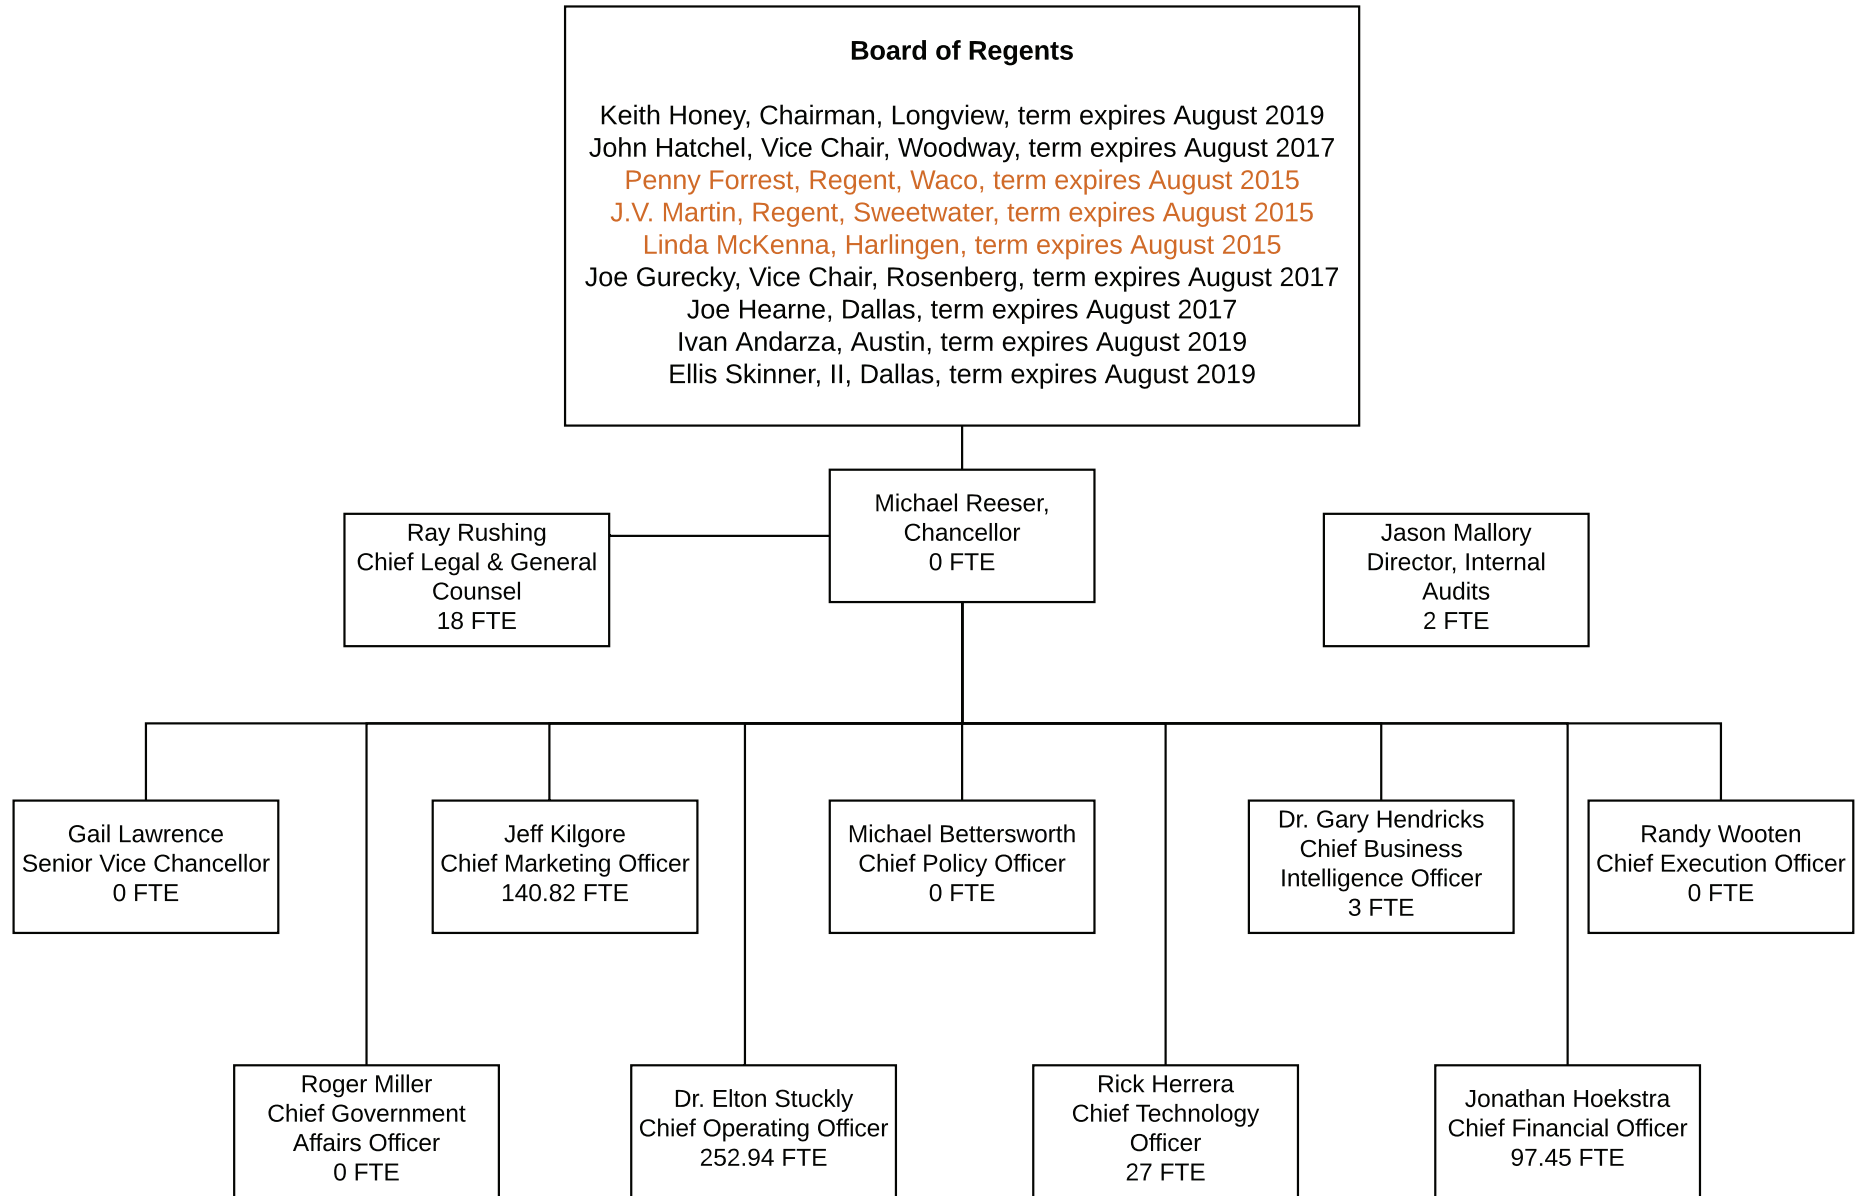 Board of Regents
Keith Honey, Chairman, Longview, term expires August 2019
John Hatchel, Vice Chair, Woodway, term expires August 2017
Penny Forrest, Regent, Waco, term expires August 2015
J.V. Martin, Regent, Sweetwater, term expires August 2015
Linda McKenna, Harlingen, term expires August 2015
Joe Gurecky, Vice Chair, Rosenberg, term expires August 2017
Joe Hearne, Dallas, term expires August 2017
Ivan Andarza, Austin, term expires August 2019
Ellis Skinner, II, Dallas, term expires August 2019
Michael Reeser,
Chancellor
0 FTE
Ray Rushing
Chief Legal & General
Counsel
18 FTE
Jason Mallory
Director, Internal
Audits
2 FTE
Gail Lawrence
Senior Vice Chancellor
0 FTE
Jeff Kilgore
Chief Marketing Officer
140.82 FTE
Michael Bettersworth
Chief Policy Officer
0 FTE
Dr. Gary Hendricks
Chief Business
Intelligence Officer
3 FTE
Randy Wooten
Chief Execution Officer
0 FTE
Roger Miller
Chief Government
Affairs Officer
0 FTE
Dr. Elton Stuckly
Chief Operating Officer
252.94 FTE
Rick Herrera
Chief Technology
Officer
27 FTE
Jonathan Hoekstra
Chief Financial Officer
97.45 FTE